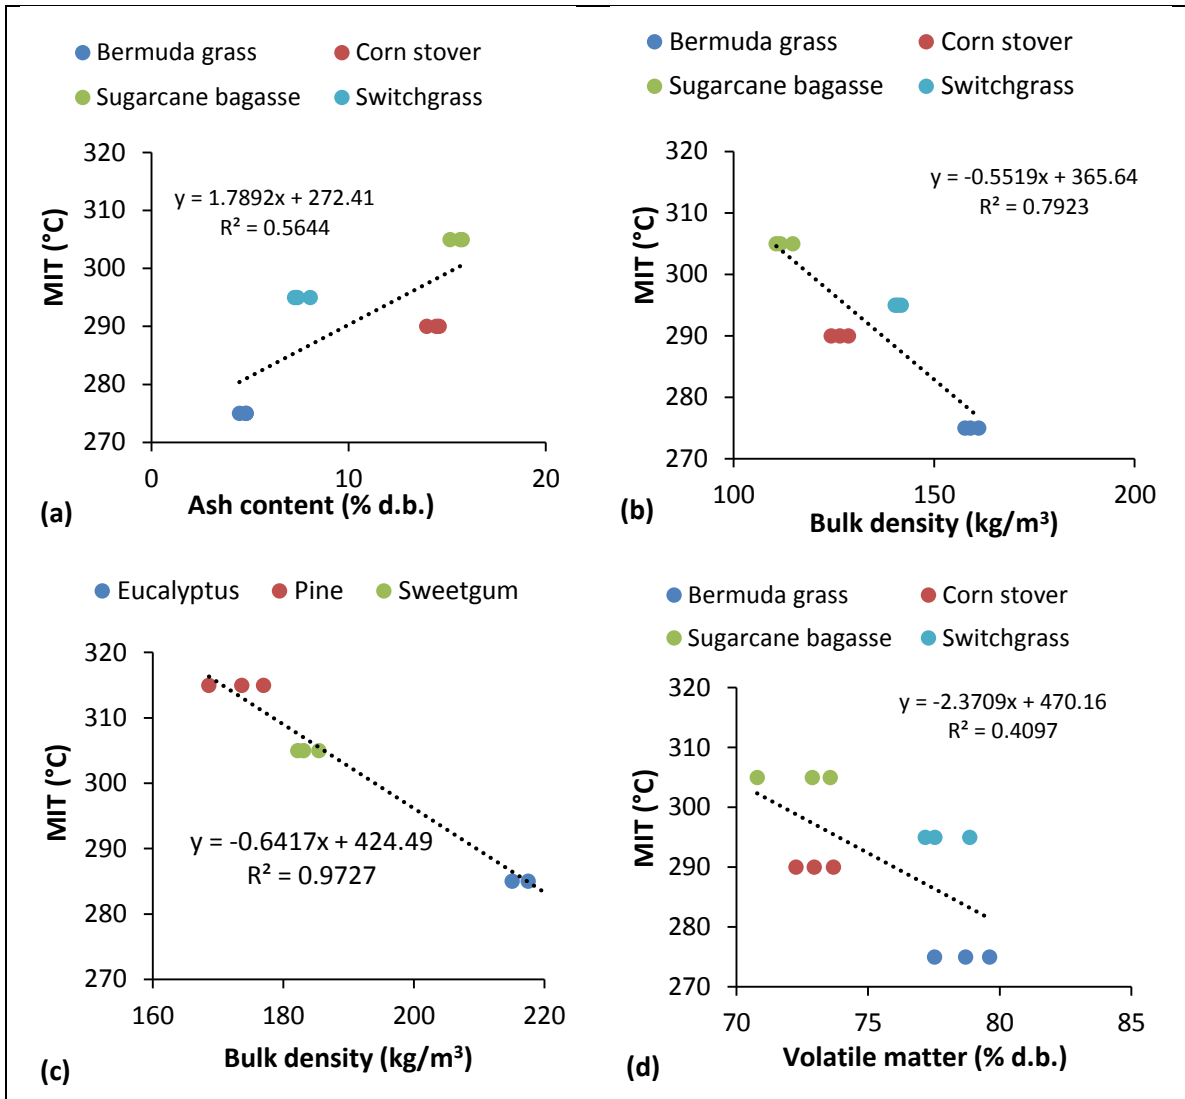 Bermuda grass Corn stover
Sugarcane bagasse Switchgrass
320
310
300
290
280
270
MIT (°C)
y = 1.7892x + 272.41
R² = 0.5644
0 10 20
Ash content (% d.b.)
(a)
Bermuda grass Corn stover
Sugarcane bagasse Switchgrass
320
310
300
290
280
270
MIT (°C)
y = -0.5519x + 365.64
R² = 0.7923
100 150 200
Bulk density (kg/m³)
(b)
Eucalyptus Pine Sweetgum
320
310
300
290
280
270
MIT (°C)
y = -0.6417x + 424.49
R² = 0.9727
160 180 200 220
Bulk density (kg/m³)
(c)
Bermuda grass Corn stover
Sugarcane bagasse Switchgrass
320
310
300
290
280
270
MIT (°C)
y = -2.3709x + 470.16
R² = 0.4097
70 75 80 85
Volatile matter (% d.b.)
(d)